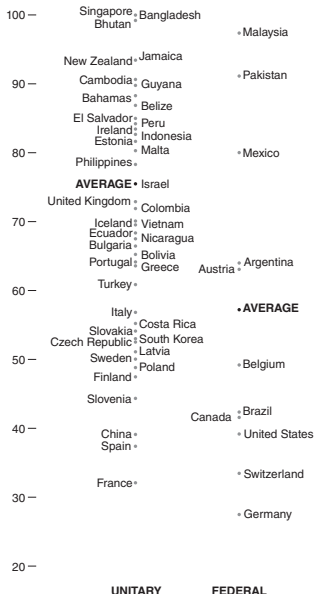 100
Singapore Bangladesh
Bhutan
Malaysia
New Zealand Jamaica
Pakistan
90
Cambodia Guyana
Bahamas Belize
El Salvador Peru
Ireland Indonesia
Estonia Malta
80
Mexico
Philippines
AVERAGE Israel
United Kingdom Colombia
70
Iceland Vietnam
Ecuador Nicaragua
Bulgaria
Bolivia
Portugal Greece
Austria Argentina
60
Turkey
Italy
AVERAGE
Costa Rica
Slovakia South Korea
Czech Republic Latvia
50
Sweden Poland
Belgium
Finland
Slovenia
Canada Brazil
40
China
United States
Spain
Switzerland
France
30
Germany
20
UNITARY FEDERAL